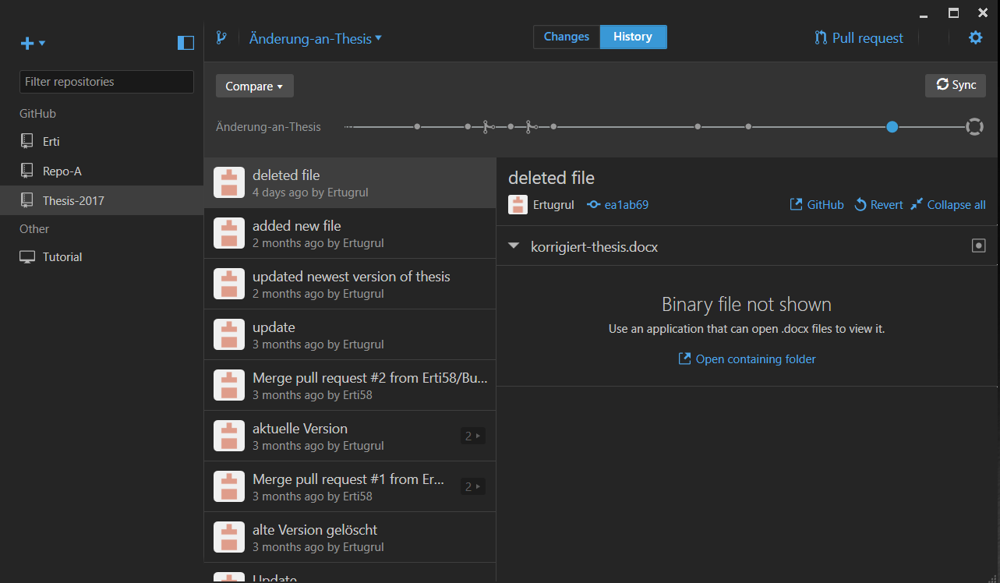 Änderung-an-Thesis
Changes
History
Pull request
Filter repositories
GitHub
Erti
Repo-A
Thesis-2017
Other
Tutorial
Compare
Sync
Änderung-an-Thesis
deleted file
4 days ago by Ertugrul
added new file
2 months ago by Ertugrul
updated newest version of thesis
2 months ago by Ertugrul
update
3 months ago by Ertugrul
Merge pull request #2 from Erti58/Bu...
3 months ago by Erti58
aktuelle Version
3 months ago by Ertugrul
2
Merge pull request #1 from Er...
3 months ago by Erti58
2
alte Version gelöscht
3 months ago by Ertugrul
Update
deleted file
Ertugrul
ea1ab69
GitHub
Revert
Collapse all
korrigiert-thesis.docx
Binary file not shown
Use an application that can open .docx files to view it.
Open containing folder